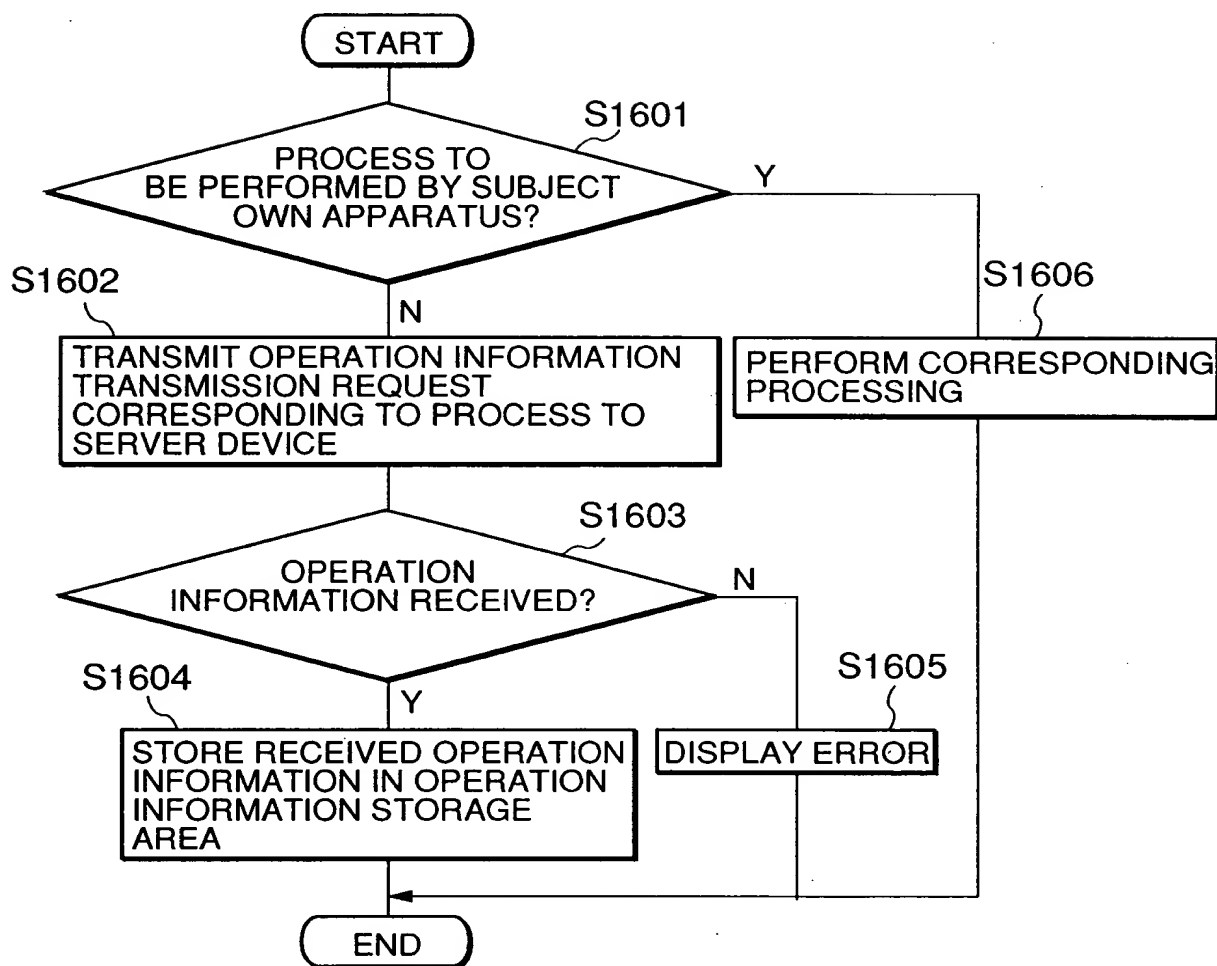 START
S1601
PROCESS TO
BE PERFORMED BY SUBJECT
OWN APPARATUS?
Y
S1602
N
S1606
TRANSMIT OPERATION INFORMATION
TRANSMISSION REQUEST
CORRESPONDING TO PROCESS TO
SERVER DEVICE
PERFORM CORRESPONDING
PROCESSING
S1603
OPERATION
INFORMATION RECEIVED?
N
S1604
Y
S1605
STORE RECEIVED OPERATION
INFORMATION IN OPERATION
INFORMATION STORAGE
AREA
DISPLAY ERROR
END